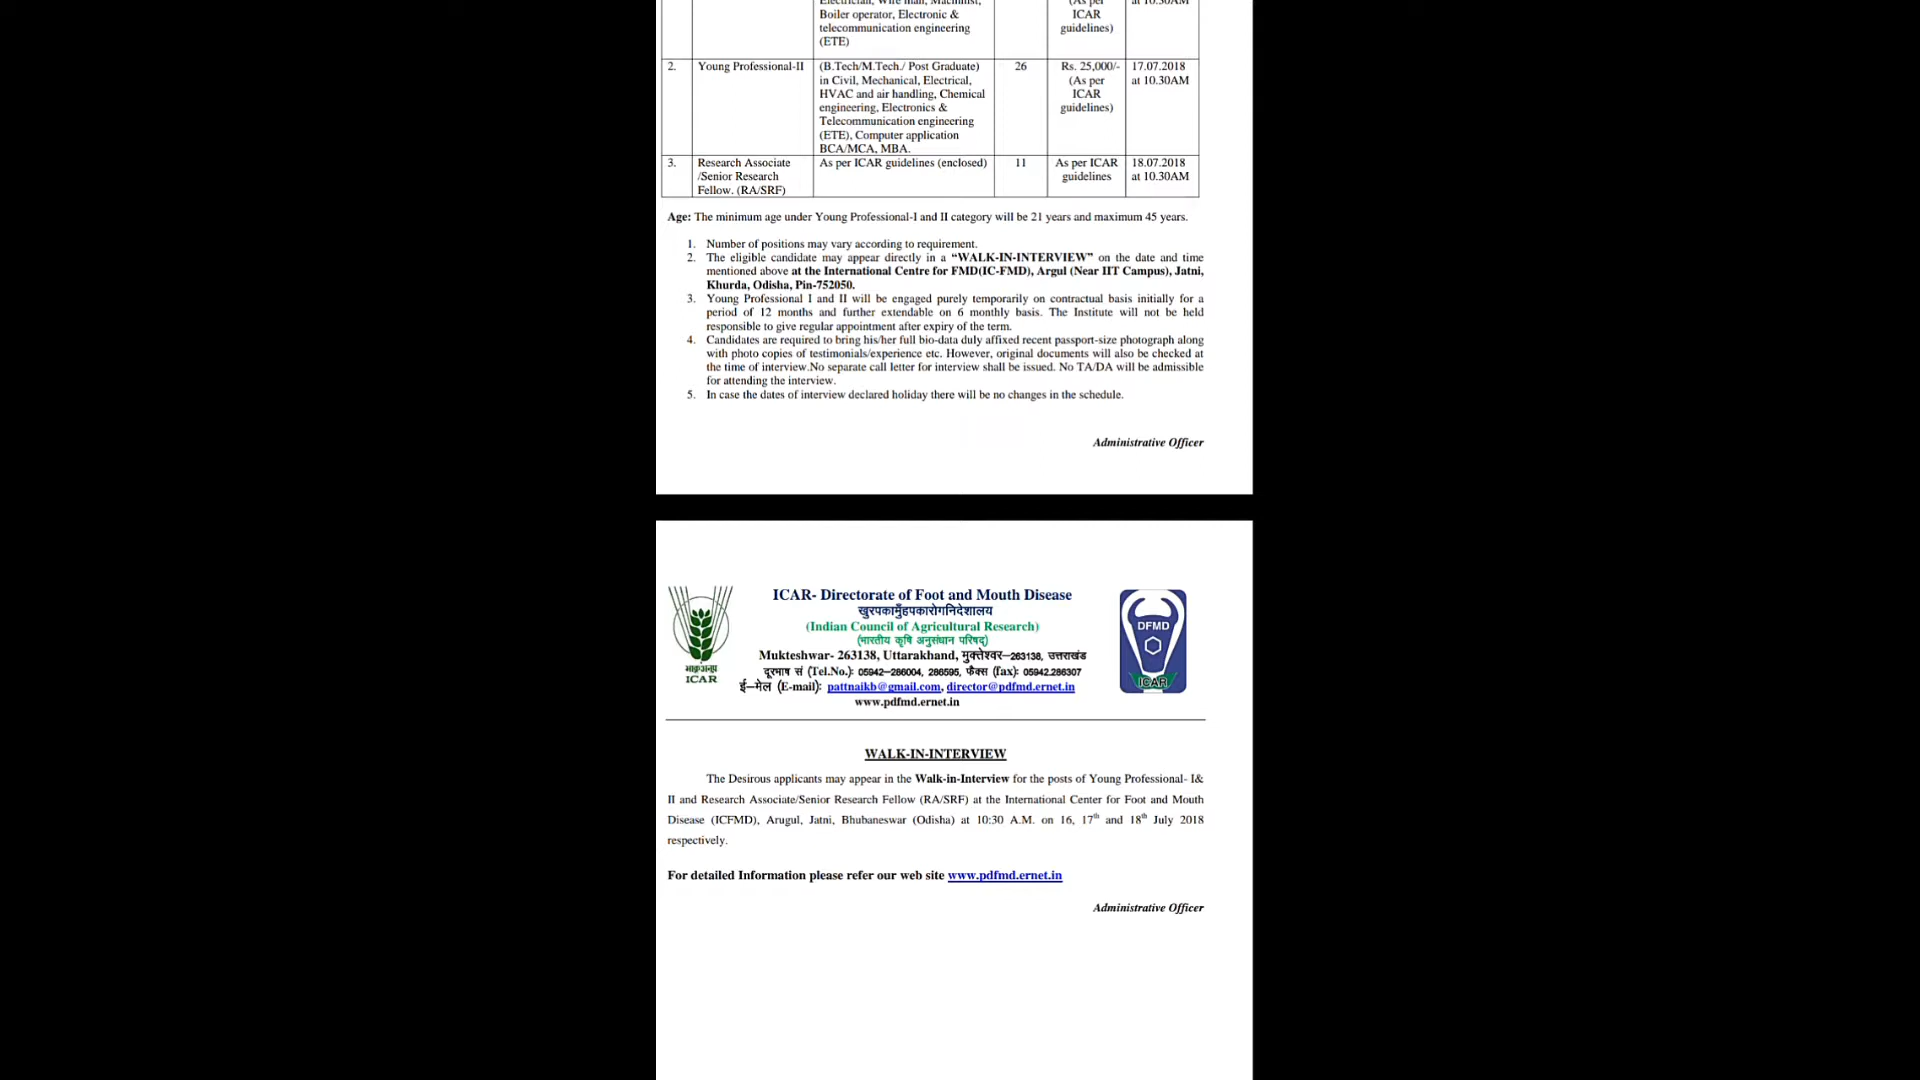 Boiler operator, Electronic &
telecommunication engineering
(ETE)
ICAR
guidelines)
2. Young Professional-II (B.Tech/M.Tech./ Post Graduate) 26 Rs. 25,000/- 17.07.2018
in Civil, Mechanical, Electrical, (As per at 10.30AM
HVAC and air handling, Chemical ICAR
engineering, Electronics & guidelines)
Telecommunication engineering
(ETE), Computer application
BCA/MCA, MBA.
3. Research Associate As per ICAR guidelines (enclosed) 11 As per ICAR 18.07.2018
/Senior Research guidelines at 10.30AM
Fellow. (RA/SRF)
Age: The minimum age under Young Professional-I and II category will be 21 years and maximum 45 years.
1. Number of positions may vary according to requirement.
2. The eligible candidate may appear directly in a “WALK-IN-INTERVIEW” on the date and time
mentioned above at the International Centre for FMD(IC-FMD), Argul (Near IIT Campus), Jatni,
Khurda, Odisha, Pin-752050.
3. Young Professional I and II will be engaged purely temporarily on contractual basis initially for a
period of 12 months and further extendable on 6 monthly basis. The Institute will not be held
responsible to give regular appointment after expiry of the term.
4. Candidates are required to bring his/her full bio-data duly affixed recent passport-size photograph along
with photo copies of testimonials/experience etc. However, original documents will also be checked at
the time of interview.No separate call letter for interview shall be issued. No TA/DA will be admissible
for attending the interview.
5. In case the dates of interview declared holiday there will be no changes in the schedule.
Administrative Officer
ICAR- Directorate of Foot and Mouth Disease
खुरपकामुँहपकारोगनिदेशालय
(Indian Council of Agricultural Research)
(भारतीय कृषि अनुसंधान परिषद्)
Mukteshwar- 263138, Uttarakhand, मुक्तेश्वर–263138, उत्तराखंड
दूरभाष सं (Tel.No.): 05942–286004, 286595, फैक्स (fax): 05942.286307
ई–मेल (E-mail): pattnaikb@gmail.com, director@pdfmd.ernet.in
www.pdfmd.ernet.in
भाकृअनुप
ICAR
DFMD
ICAR
WALK-IN-INTERVIEW
The Desirous applicants may appear in the Walk-in-Interview for the posts of Young Professional- I&
II and Research Associate/Senior Research Fellow (RA/SRF) at the International Center for Foot and Mouth
Disease (ICFMD), Arugul, Jatni, Bhubaneswar (Odisha) at 10:30 A.M. on 16, 17th and 18th July 2018
respectively.
For detailed Information please refer our web site www.pdfmd.ernet.in
Administrative Officer